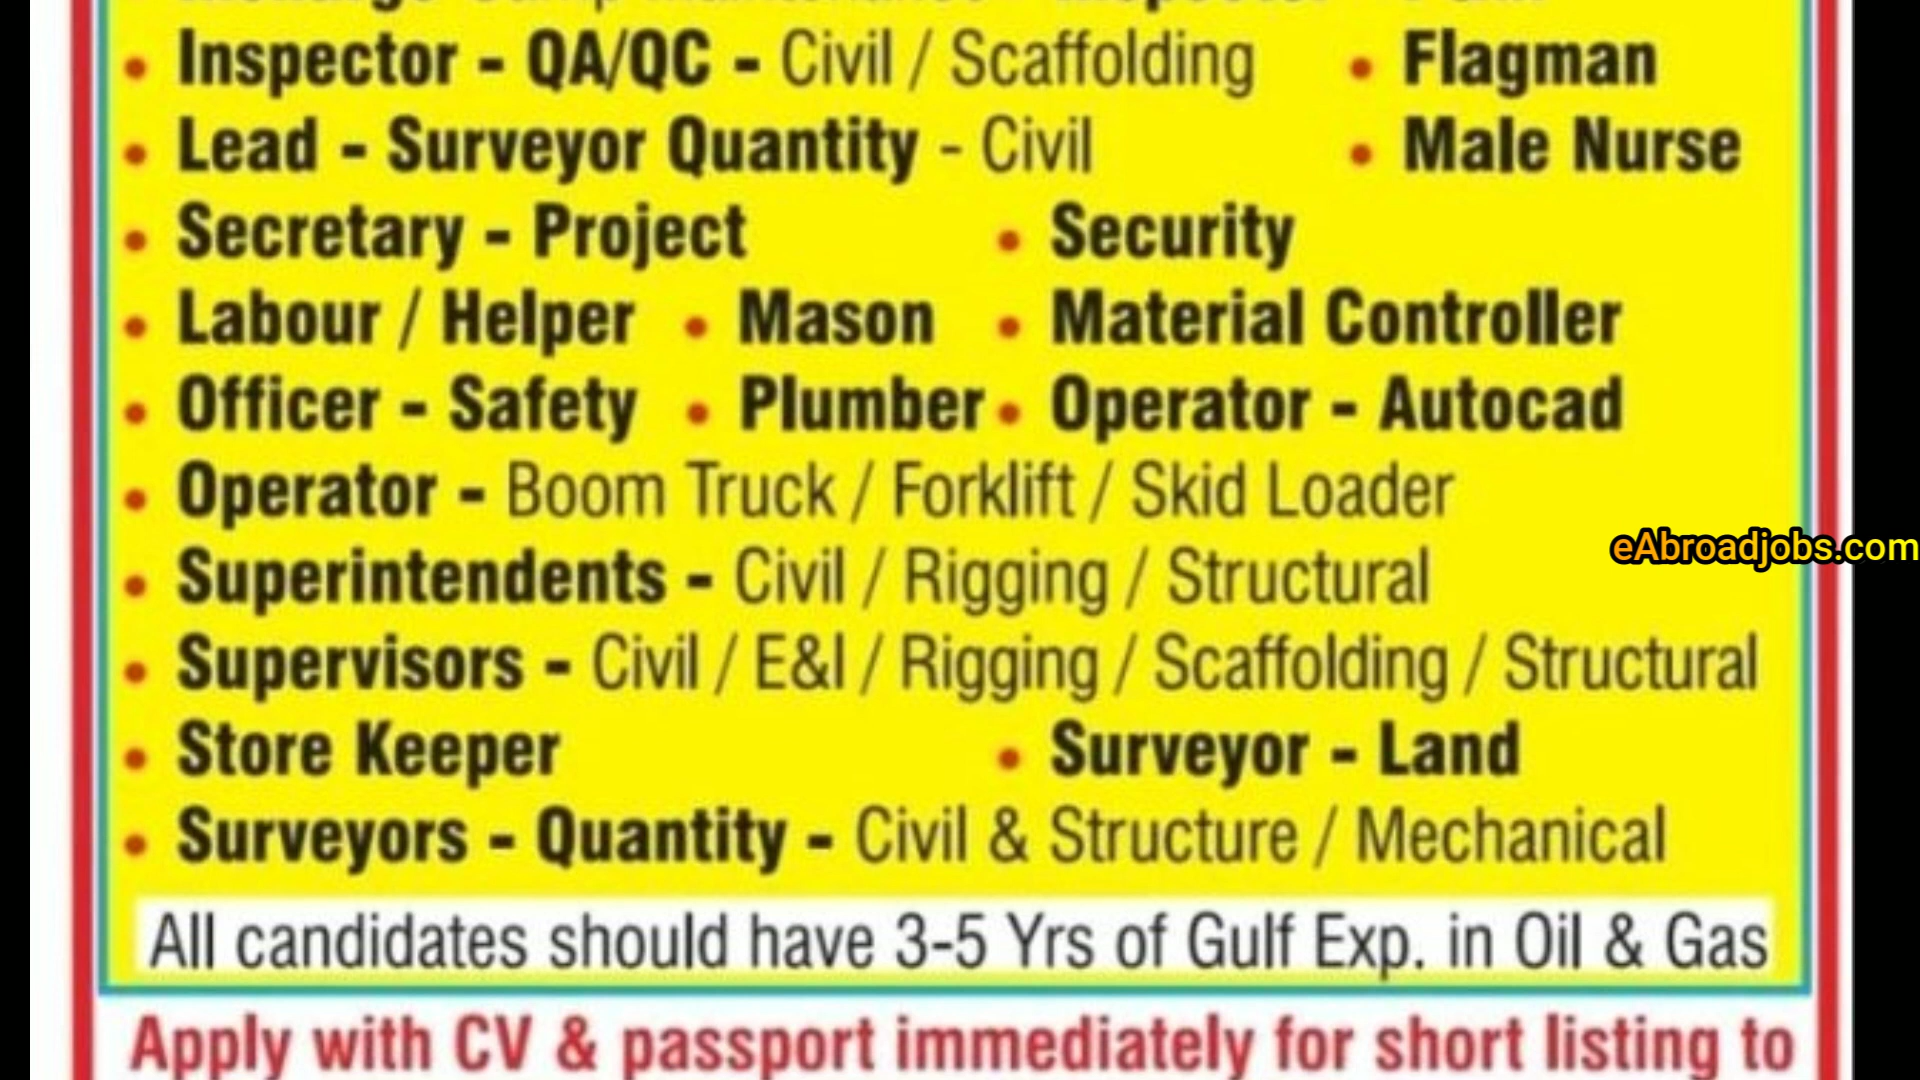 • Inspector - QA/QC - Civil / Scaffolding • Flagman
• Lead - Surveyor Quantity - Civil • Male Nurse
• Secretary - Project • Security
• Labour / Helper • Mason • Material Controller
• Officer - Safety • Plumber • Operator - Autocad
• Operator - Boom Truck / Forklift / Skid Loader
eAbroadjobs.com
• Superintendents - Civil / Rigging / Structural
• Supervisors - Civil / E&I / Rigging / Scaffolding / Structural
• Store Keeper • Surveyor - Land
• Surveyors - Quantity - Civil & Structure / Mechanical
All candidates should have 3-5 Yrs of Gulf Exp. in Oil & Gas
Apply with CV & passport immediately for short listing to